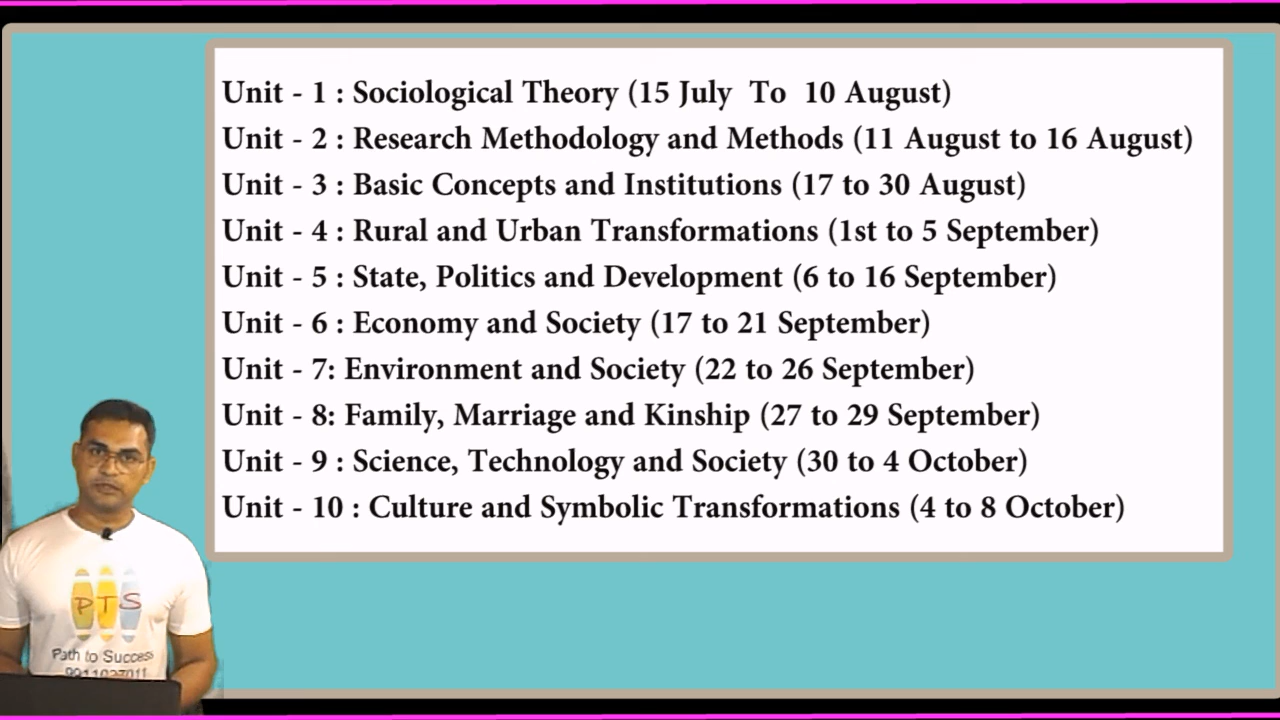 Unit - 1 : Sociological Theory (15 July To 10 August)
Unit - 2 : Research Methodology and Methods (11 August to 16 August)
Unit - 3 : Basic Concepts and Institutions (17 to 30 August)
Unit - 4 : Rural and Urban Transformations (1st to 5 September)
Unit - 5 : State, Politics and Development (6 to 16 September)
Unit - 6 : Economy and Society (17 to 21 September)
Unit - 7: Environment and Society (22 to 26 September)
Unit - 8: Family, Marriage and Kinship (27 to 29 September)
Unit - 9 : Science, Technology and Society (30 to 4 October)
Unit - 10 : Culture and Symbolic Transformations (4 to 8 October)
PTS
Path to Success